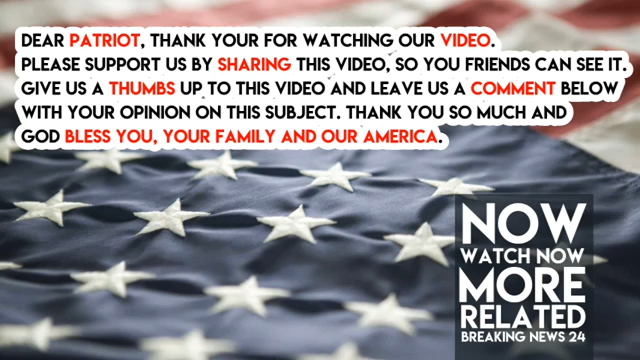 DEAR PATRIOT, THANK YOUR FOR WATCHING OUR VIDEO.
PLEASE SUPPORT US BY SHARING THIS VIDEO, SO YOU FRIENDS CAN SEE IT.
GIVE US A THUMBS UP TO THIS VIDEO AND LEAVE US A COMMENT BELOW
WITH YOUR OPINION ON THIS SUBJECT. THANK YOU SO MUCH AND
GOD BLESS YOU, YOUR FAMILY AND OUR AMERICA.
NOW
WATCH NOW
MORE
RELATED
BREAKING NEWS 24